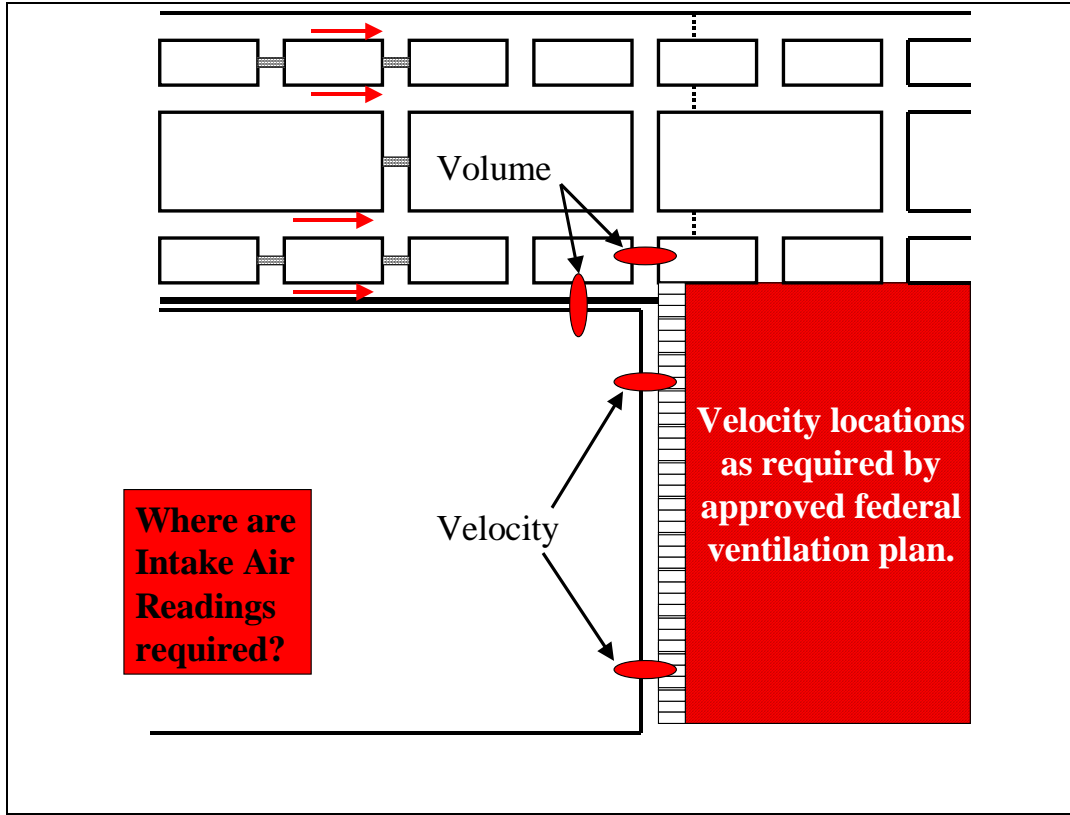 Volume
Velocity locations
as required by
approved federal
ventilation plan.
Where are
Intake Air
Readings
required?
Velocity